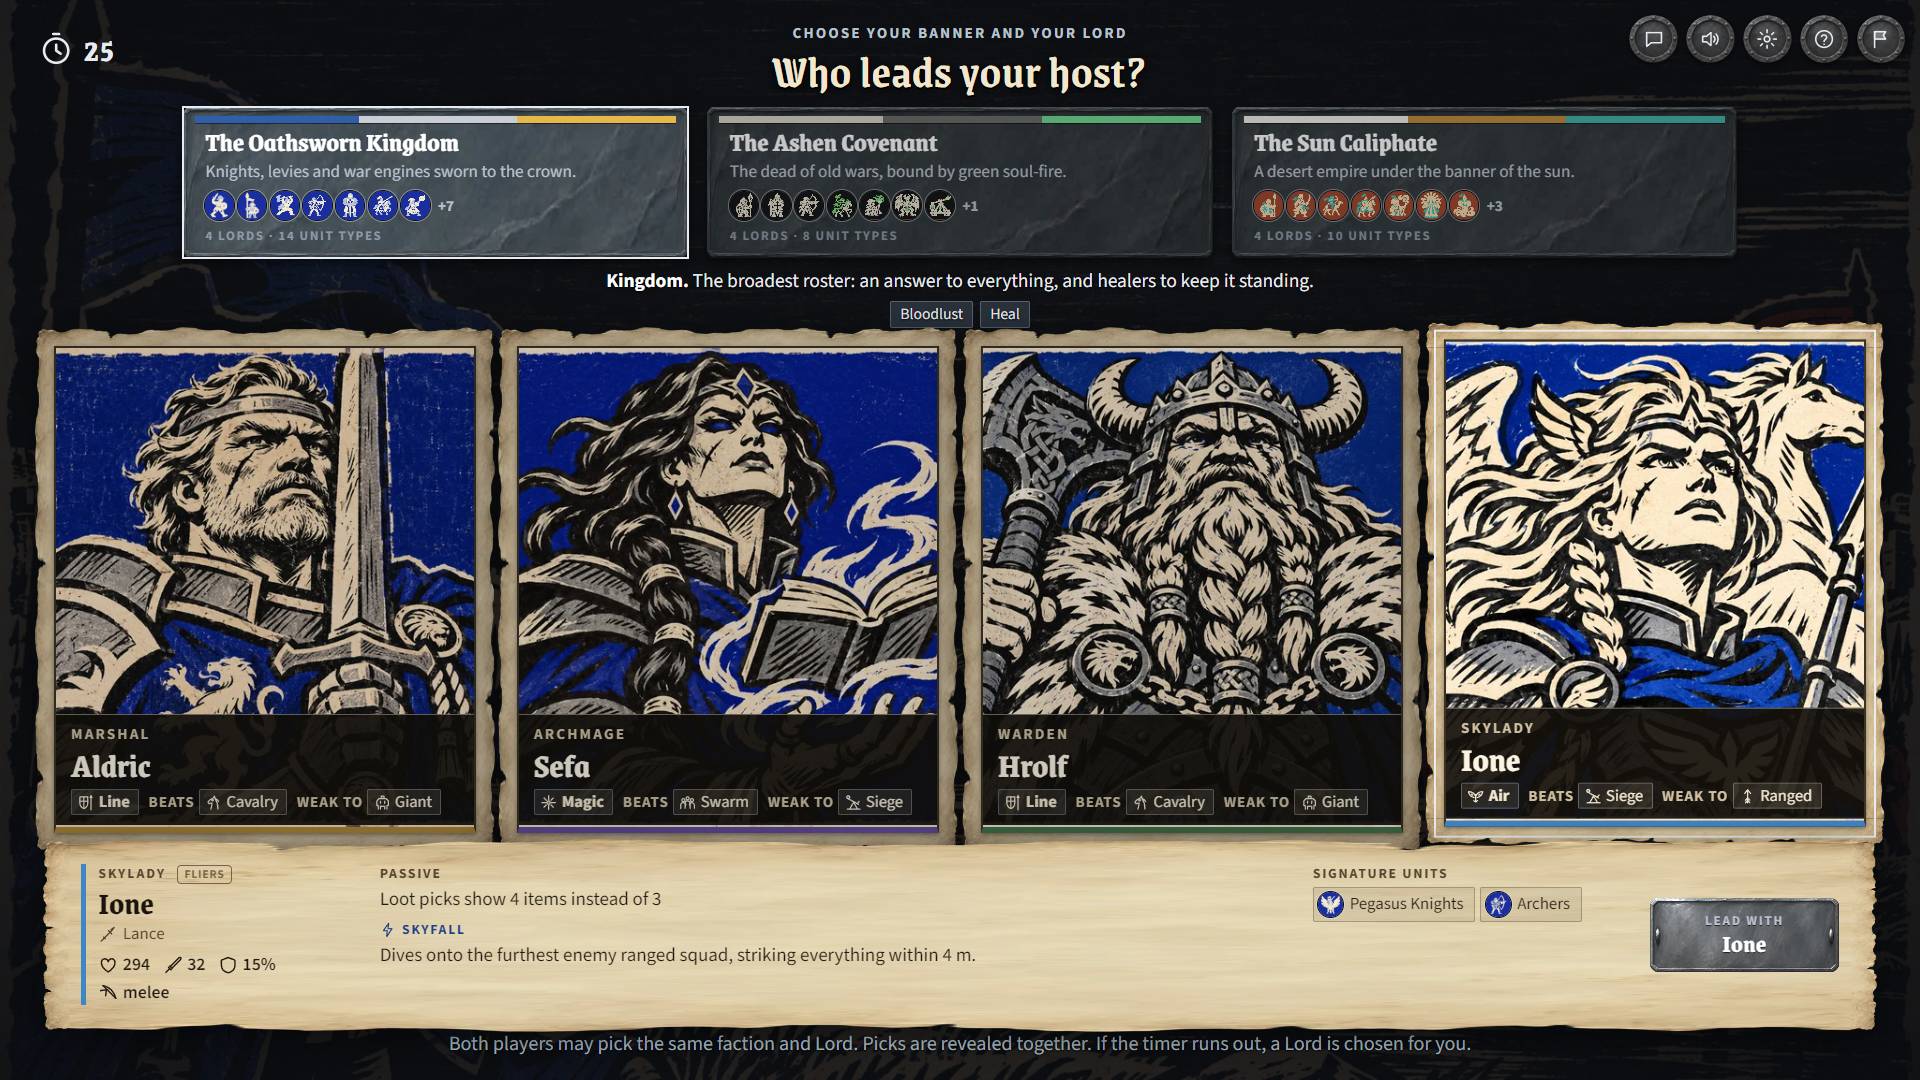 25
CHOOSE YOUR BANNER AND YOUR LORD
Who leads your host?
The Oathsworn Kingdom
Knights, levies and war engines sworn to the crown.
+7
4 LORDS · 14 UNIT TYPES
The Ashen Covenant
The dead of old wars, bound by green soul-fire.
+1
4 LORDS · 8 UNIT TYPES
The Sun Caliphate
A desert empire under the banner of the sun.
+3
4 LORDS · 10 UNIT TYPES
Kingdom. The broadest roster: an answer to everything, and healers to keep it standing.
Bloodlust Heal
MARSHAL
Aldric
Line BEATS Cavalry WEAK TO Giant
ARCHMAGE
Sefa
Magic BEATS Swarm WEAK TO Siege
WARDEN
Hrolf
Line BEATS Cavalry WEAK TO Giant
SKYLADY
Ione
Air BEATS Siege WEAK TO Ranged
SKYLADY FLIERS
Ione
Lance
294 32 15%
melee
PASSIVE
Loot picks show 4 items instead of 3
SKYFALL
Dives onto the furthest enemy ranged squad, striking everything within 4 m.
SIGNATURE UNITS
Pegasus Knights Archers
LEAD WITH
Ione
Both players may pick the same faction and Lord. Picks are revealed together. If the timer runs out, a Lord is chosen for you.